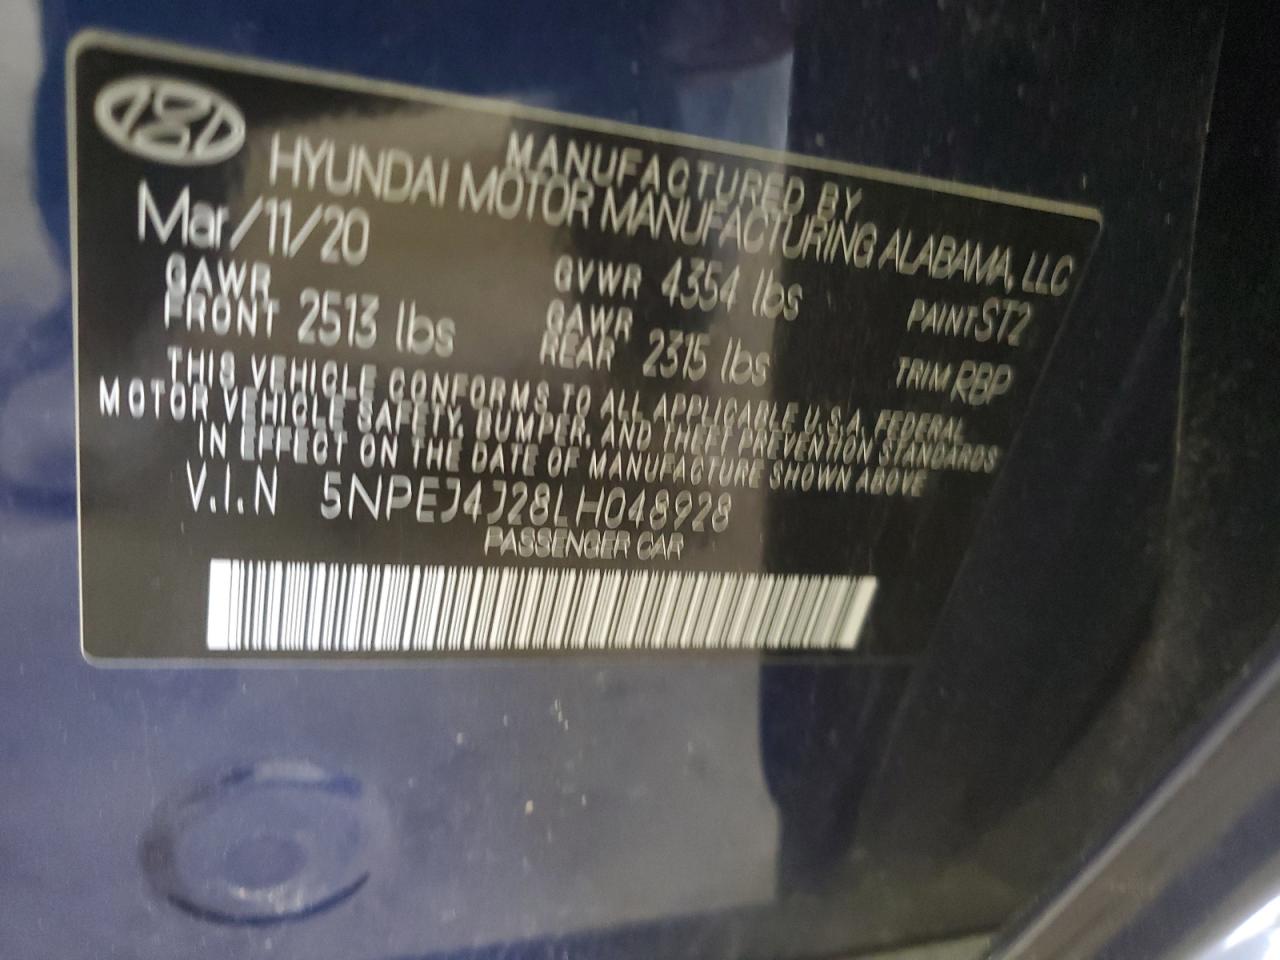 MANUFACTURED BY
HYUNDAI MOTOR MANUFACTURING ALABAMA, LLC
Mar/11/20
GVWR 4354 lbs
PAINT ST2
GAWR FRONT 2513 lbs
GAWR REAR 2315 lbs
TRIM RBP
THIS VEHICLE CONFORMS TO ALL APPLICABLE U.S.A. FEDERAL
MOTOR VEHICLE SAFETY, BUMPER, AND THEFT PREVENTION STANDARDS
IN EFFECT ON THE DATE OF MANUFACTURE SHOWN ABOVE
V.I.N 5NPEJ4J28LH048928
PASSENGER CAR